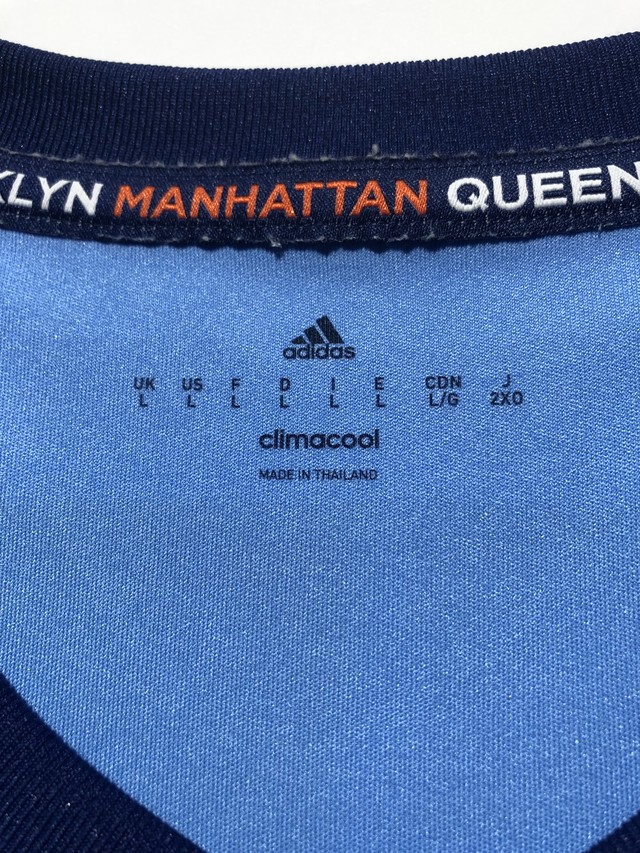 KLYN MANHATTAN QUEEN
adidas
UK US F D I E CDN J
L L L L L L L/G 2XO
climacool
MADE IN THAILAND